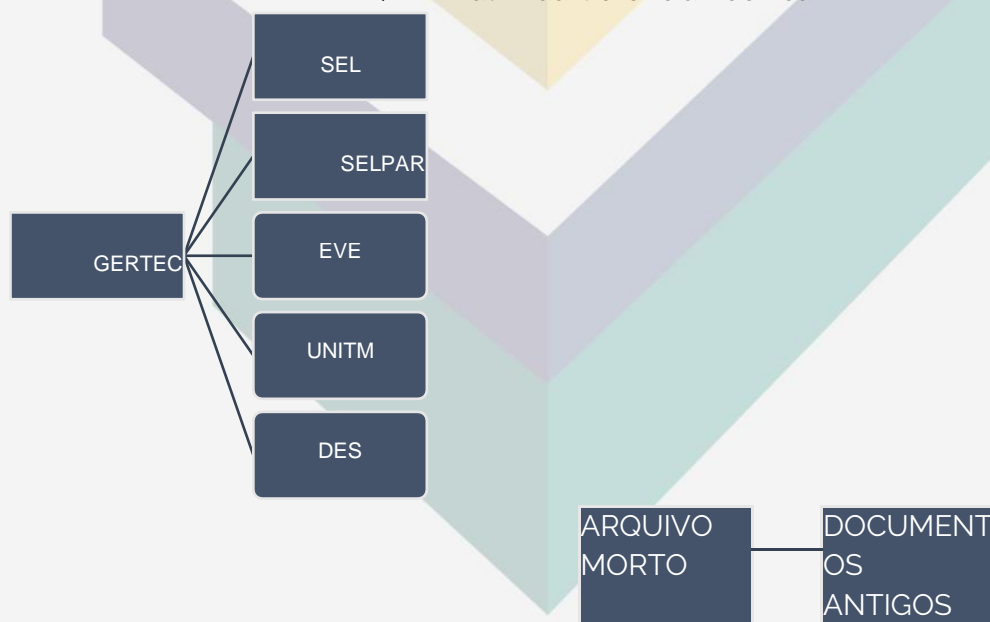 SEL
SELPAR
EVE
GERTEC
UNITM
DES
ARQUIVO
MORTO
DOCUMENT
OS
ANTIGOS